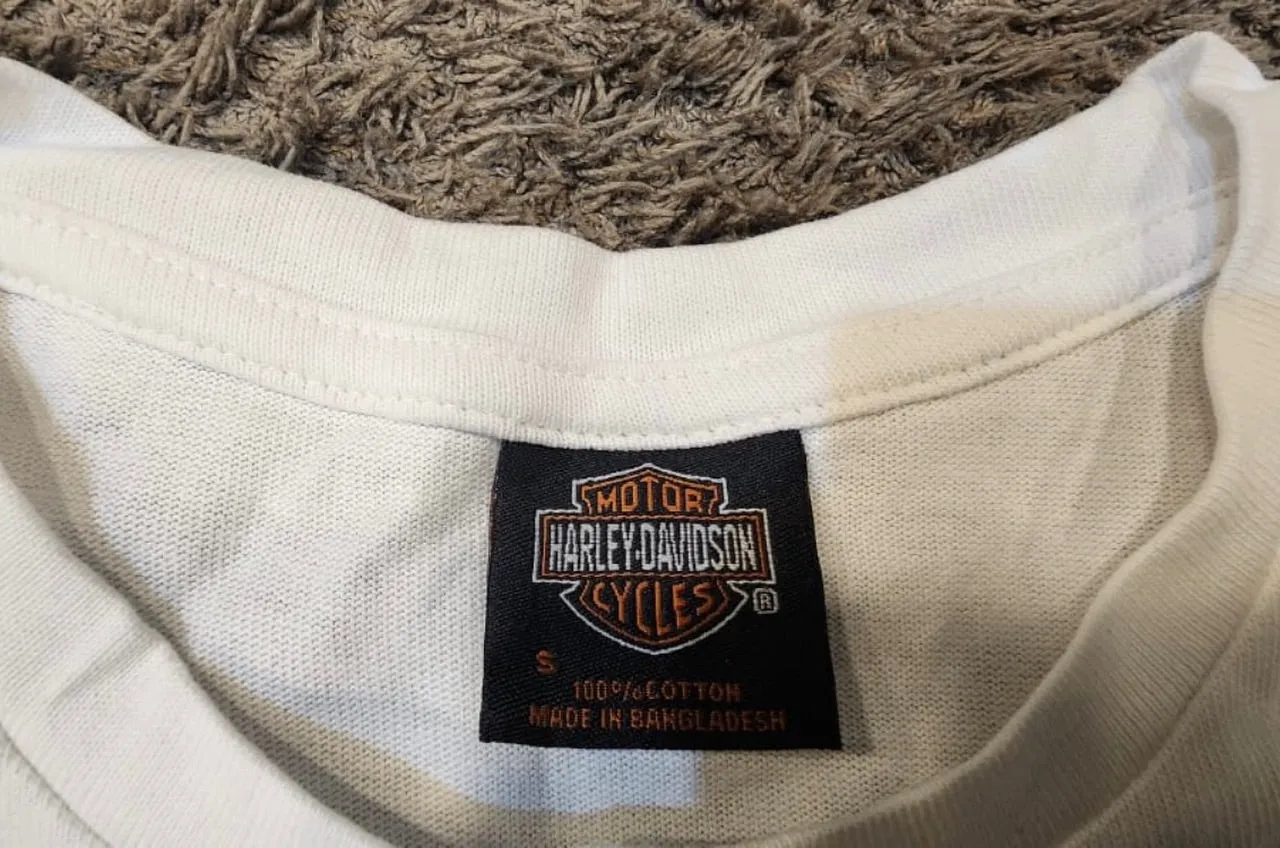 MOTOR
HARLEY-DAVIDSON
CYCLES
®
S
100% COTTON
MADE IN BANGLADESH